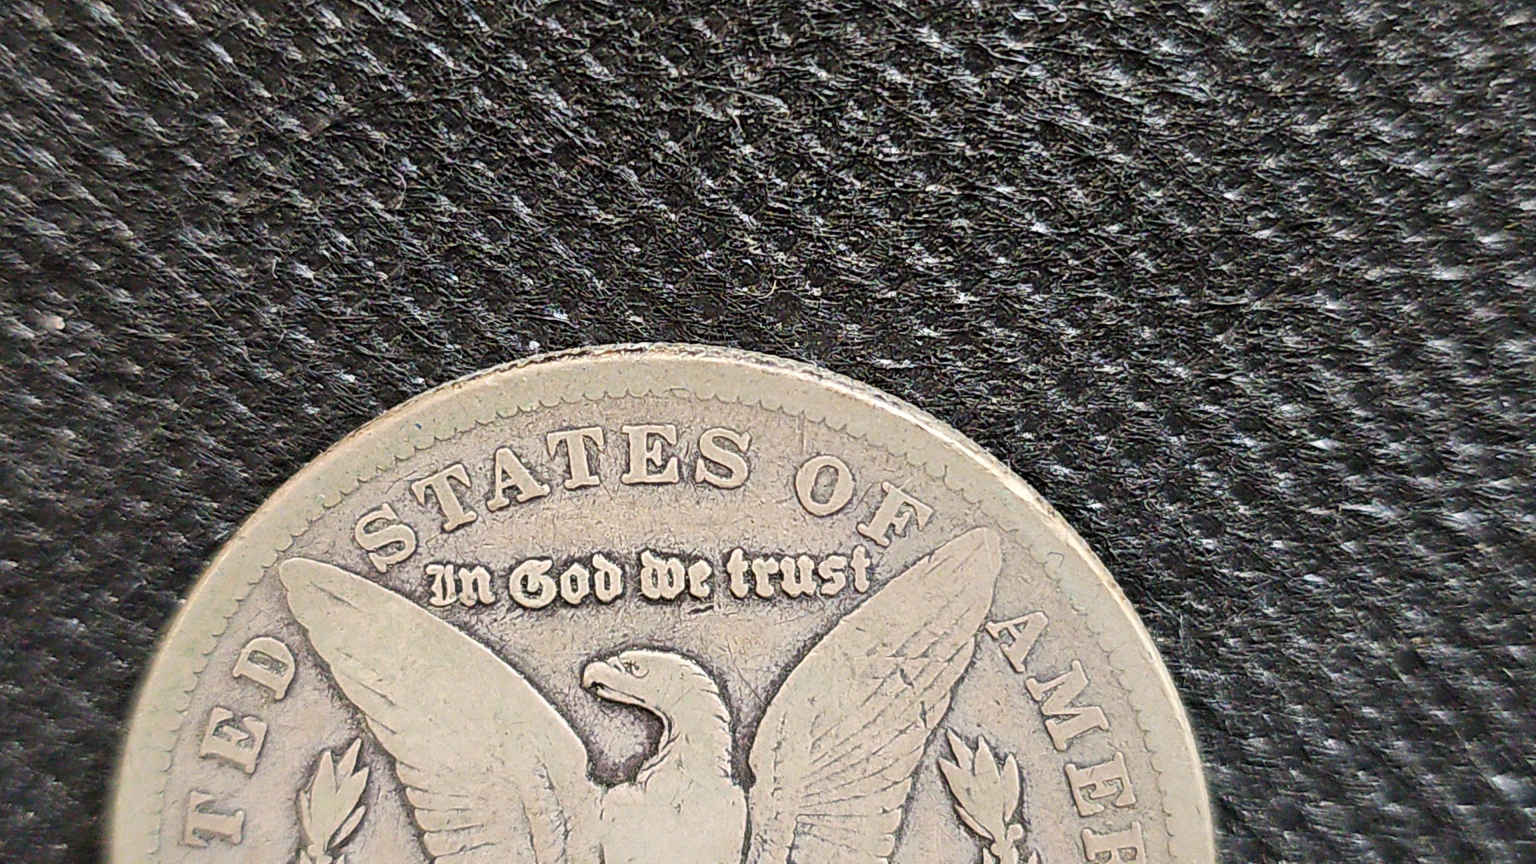 TED STATES OF AMER
In God we trust